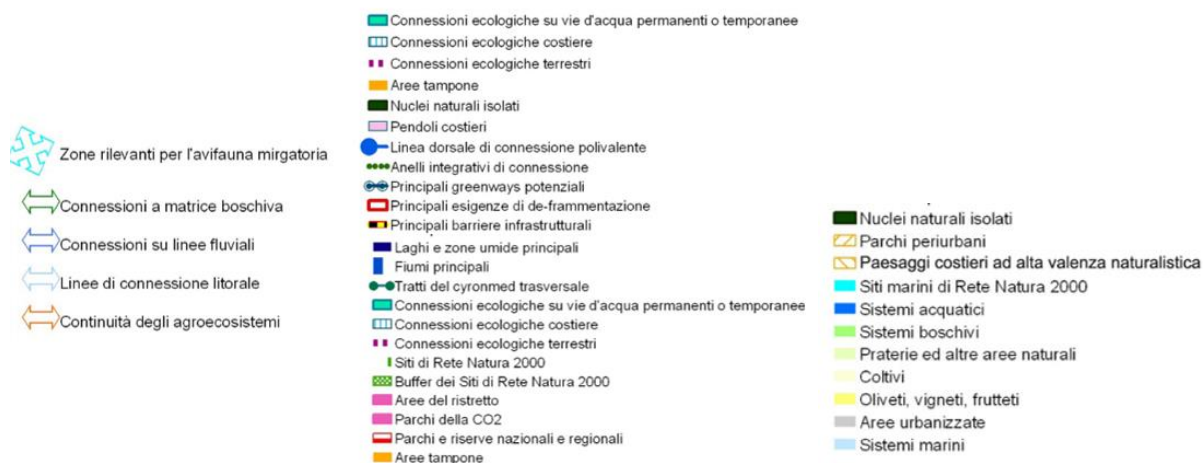 Zone rilevanti per l'avifauna mirgatoria
Connessioni a matrice boschiva
Connessioni su linee fluviali
Linee di connessione litorale
Continuità degli agroecosistemi
Connessioni ecologiche su vie d'acqua permanenti o temporanee
Connessioni ecologiche costiere
Connessioni ecologiche terrestri
Aree tampone
Nuclei naturali isolati
Pendoli costieri
Linea dorsale di connessione polivalente
Anelli integrativi di connessione
Principali greenways potenziali
Principali esigenze di de-frammentazione
Principali barriere infrastrutturali
Laghi e zone umide principali
Fiumi principali
Tratti del cyronmed trasversale
Connessioni ecologiche su vie d'acqua permanenti o temporanee
Connessioni ecologiche costiere
Connessioni ecologiche terrestri
Siti di Rete Natura 2000
Buffer dei Siti di Rete Natura 2000
Aree del ristretto
Parchi della CO2
Parchi e riserve nazionali e regionali
Aree tampone
Nuclei naturali isolati
Parchi periurbani
Paesaggi costieri ad alta valenza naturalistica
Siti marini di Rete Natura 2000
Sistemi acquatici
Sistemi boschivi
Praterie ed altre aree naturali
Coltivi
Oliveti, vigneti, frutteti
Aree urbanizzate
Sistemi marini